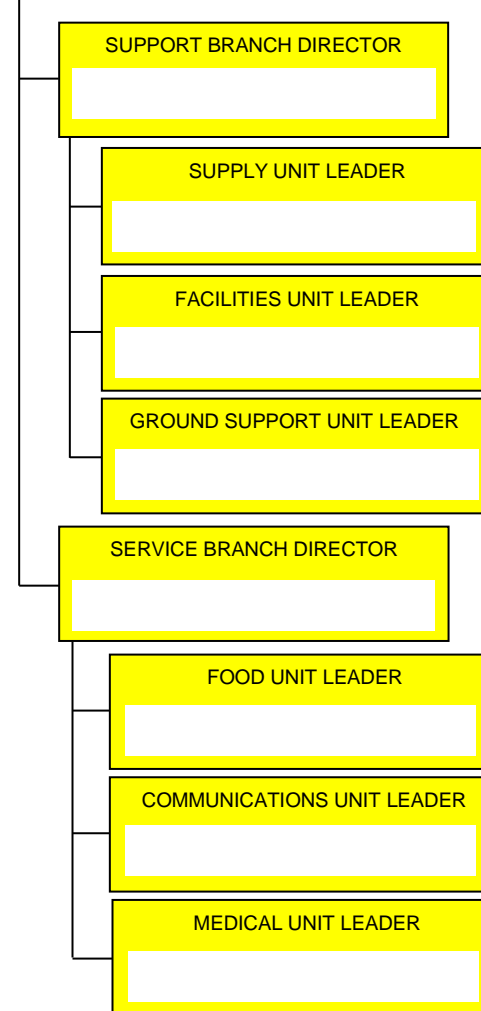 SUPPORT BRANCH DIRECTOR
SUPPLY UNIT LEADER
FACILITIES UNIT LEADER
GROUND SUPPORT UNIT LEADER
SERVICE BRANCH DIRECTOR
FOOD UNIT LEADER
COMMUNICATIONS UNIT LEADER
MEDICAL UNIT LEADER